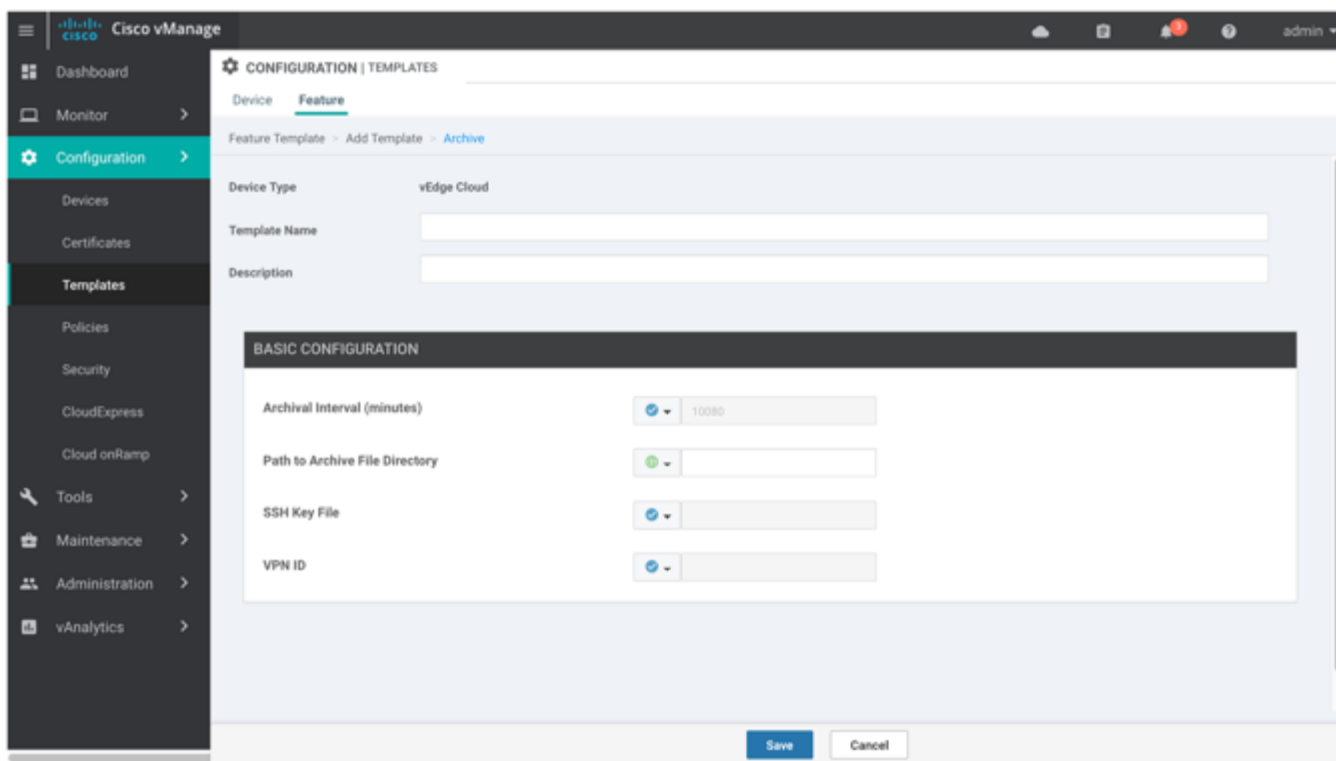 cisco Cisco vManage
3
admin
Dashboard
Monitor
Configuration
Devices
Certificates
Templates
Policies
Security
CloudExpress
Cloud onRamp
Tools
Maintenance
Administration
vAnalytics
CONFIGURATION | TEMPLATES
Device Feature
Feature Template > Add Template > Archive
Device Type vEdge Cloud
Template Name
Description
BASIC CONFIGURATION
Archival Interval (minutes) 10080
Path to Archive File Directory
SSH Key File
VPN ID
Save Cancel